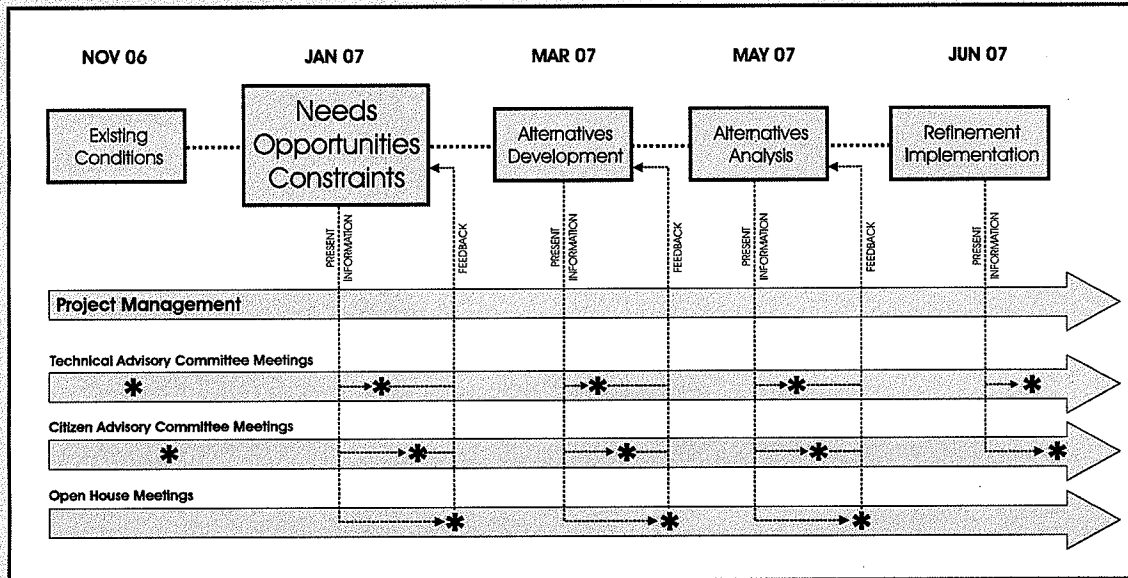 NOV 06
JAN 07
MAR 07
MAY 07
JUN 07
Existing
Conditions
Needs
Opportunities
Constraints
Alternatives
Development
Alternatives
Analysis
Refinement
Implementation
PRESENT
INFORMATION
FEEDBACK
PRESENT
INFORMATION
FEEDBACK
PRESENT
INFORMATION
FEEDBACK
PRESENT
INFORMATION
Project Management
Technical Advisory Committee Meetings
* * * * *
Citizen Advisory Committee Meetings
* * * * *
Open House Meetings
* * *